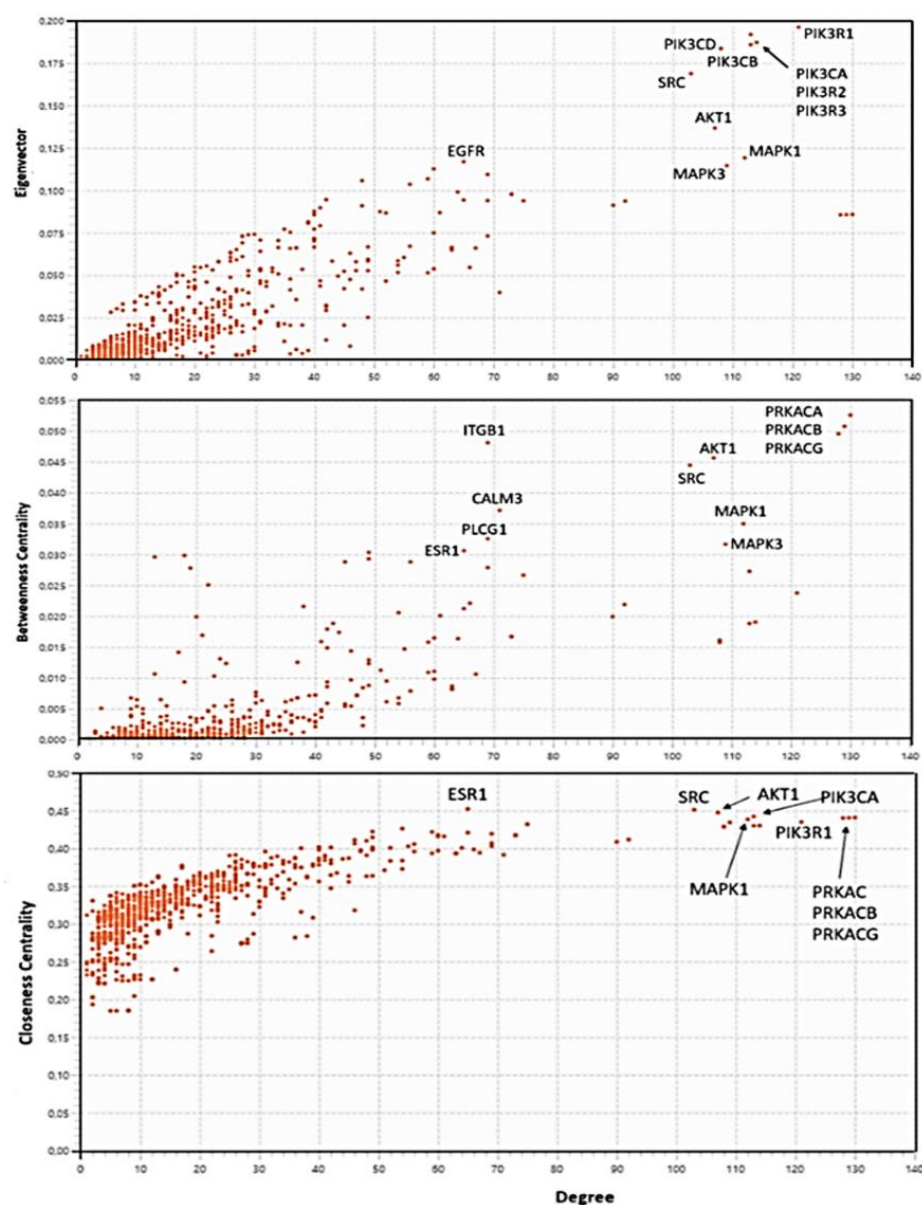 Eigenvector
0.200
0.175
0.150
0.125
0.100
0.075
0.050
0.025
0.000
PIK3R1
PIK3CD
PIK3CB
PIK3CA
PIK3R2
PIK3R3
SRC
AKT1
MAPK1
MAPK3
EGFR
0 10 20 30 40 50 60 70 80 90 100 110 120 130 140
Betweenness Centrality
0.055
0.050
0.045
0.040
0.035
0.030
0.025
0.020
0.015
0.010
0.005
0.000
PRKACA
PRKACB
PRKACG
ITGB1
AKT1
SRC
CALM3
MAPK1
PLCG1
MAPK3
ESR1
0 10 20 30 40 50 60 70 80 90 100 110 120 130 140
Closeness Centrality
0,50
0,45
0,40
0,35
0,30
0,25
0,20
0,15
0,10
0,05
0,00
ESR1
SRC
AKT1
PIK3CA
PIK3R1
MAPK1
PRKAC
PRKACB
PRKACG
0 10 20 30 40 50 60 70 80 90 100 110 120 130 140
Degree